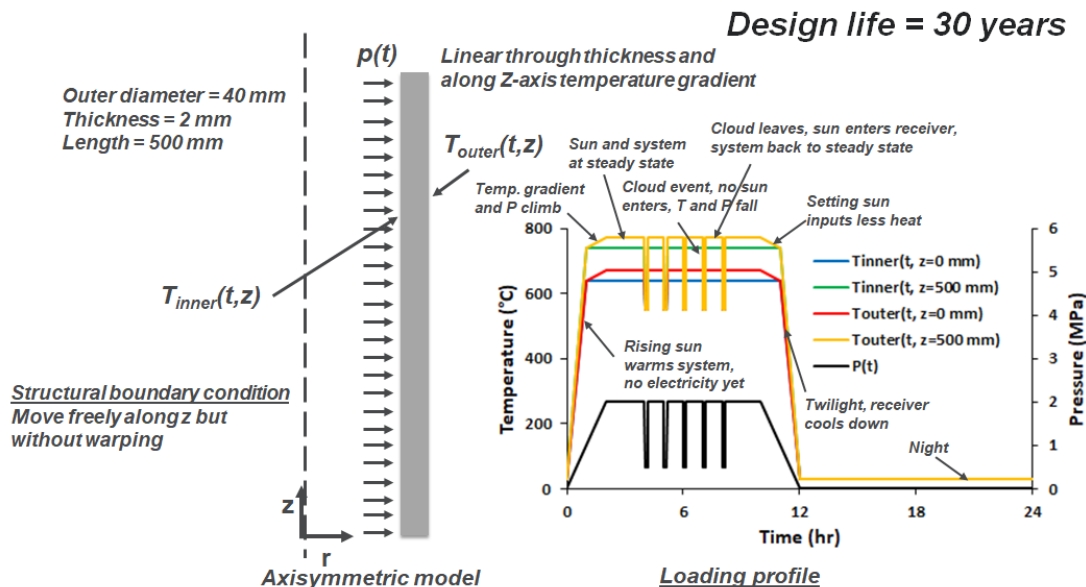 Design life = 30 years
p(t)
Linear through thickness and
along Z-axis temperature gradient
Outer diameter = 40 mm
Thickness = 2 mm
Length = 500 mm
T_outer(t,z)
T_inner(t,z)
Structural boundary condition
Move freely along z but
without warping
z
r
Axisymmetric model
Cloud leaves, sun enters receiver,
system back to steady state
Sun and system
at steady state
Cloud event, no sun
enters, T and P fall
Temp. gradient
and P climb
Setting sun
inputs less heat
800
600
400
200
0
Temperature (°C)
6
5
4
3
2
1
0
Pressure (MPa)
Tinner(t, z=0 mm)
Tinner(t, z=500 mm)
Touter(t, z=0 mm)
Touter(t, z=500 mm)
P(t)
Rising sun
warms system,
no electricity yet
Twilight, receiver
cools down
Night
0 6 12 18 24
Time (hr)
Loading profile